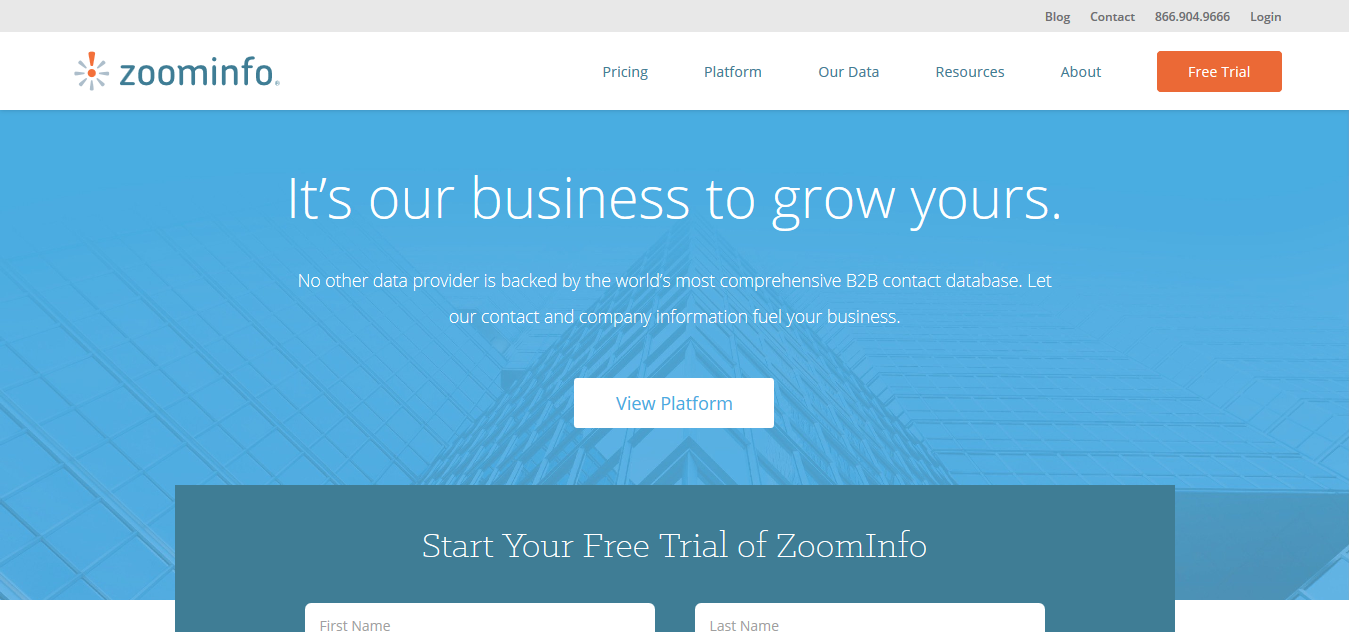 Blog Contact 866.904.9666 Login
zoominfo®
Pricing Platform Our Data Resources About Free Trial
It’s our business to grow yours.
No other data provider is backed by the world’s most comprehensive B2B contact database. Let
our contact and company information fuel your business.
View Platform
Start Your Free Trial of ZoomInfo
First Name Last Name